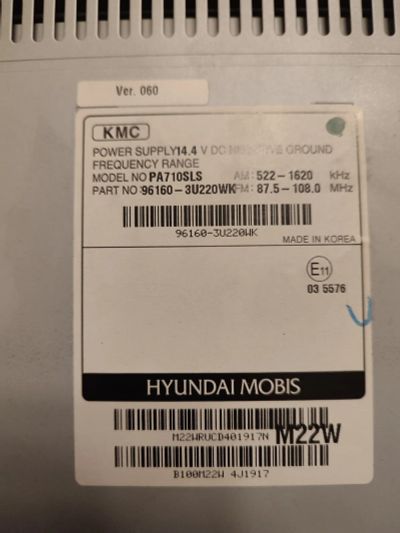 Ver. 060
KMC
POWER SUPPLY14.4 V DC NEGATIVE GROUND
FREQUENCY RANGE
MODEL NO PA710SLS AM : 522-1620 kHz
PART NO 96160-3U220WK FM : 87.5-108.0 MHz
96160-3U220WK
MADE IN KOREA
E11
03 5576
HYUNDAI MOBIS
M22WRUCD401917N M22W
B100M22W 4J1917